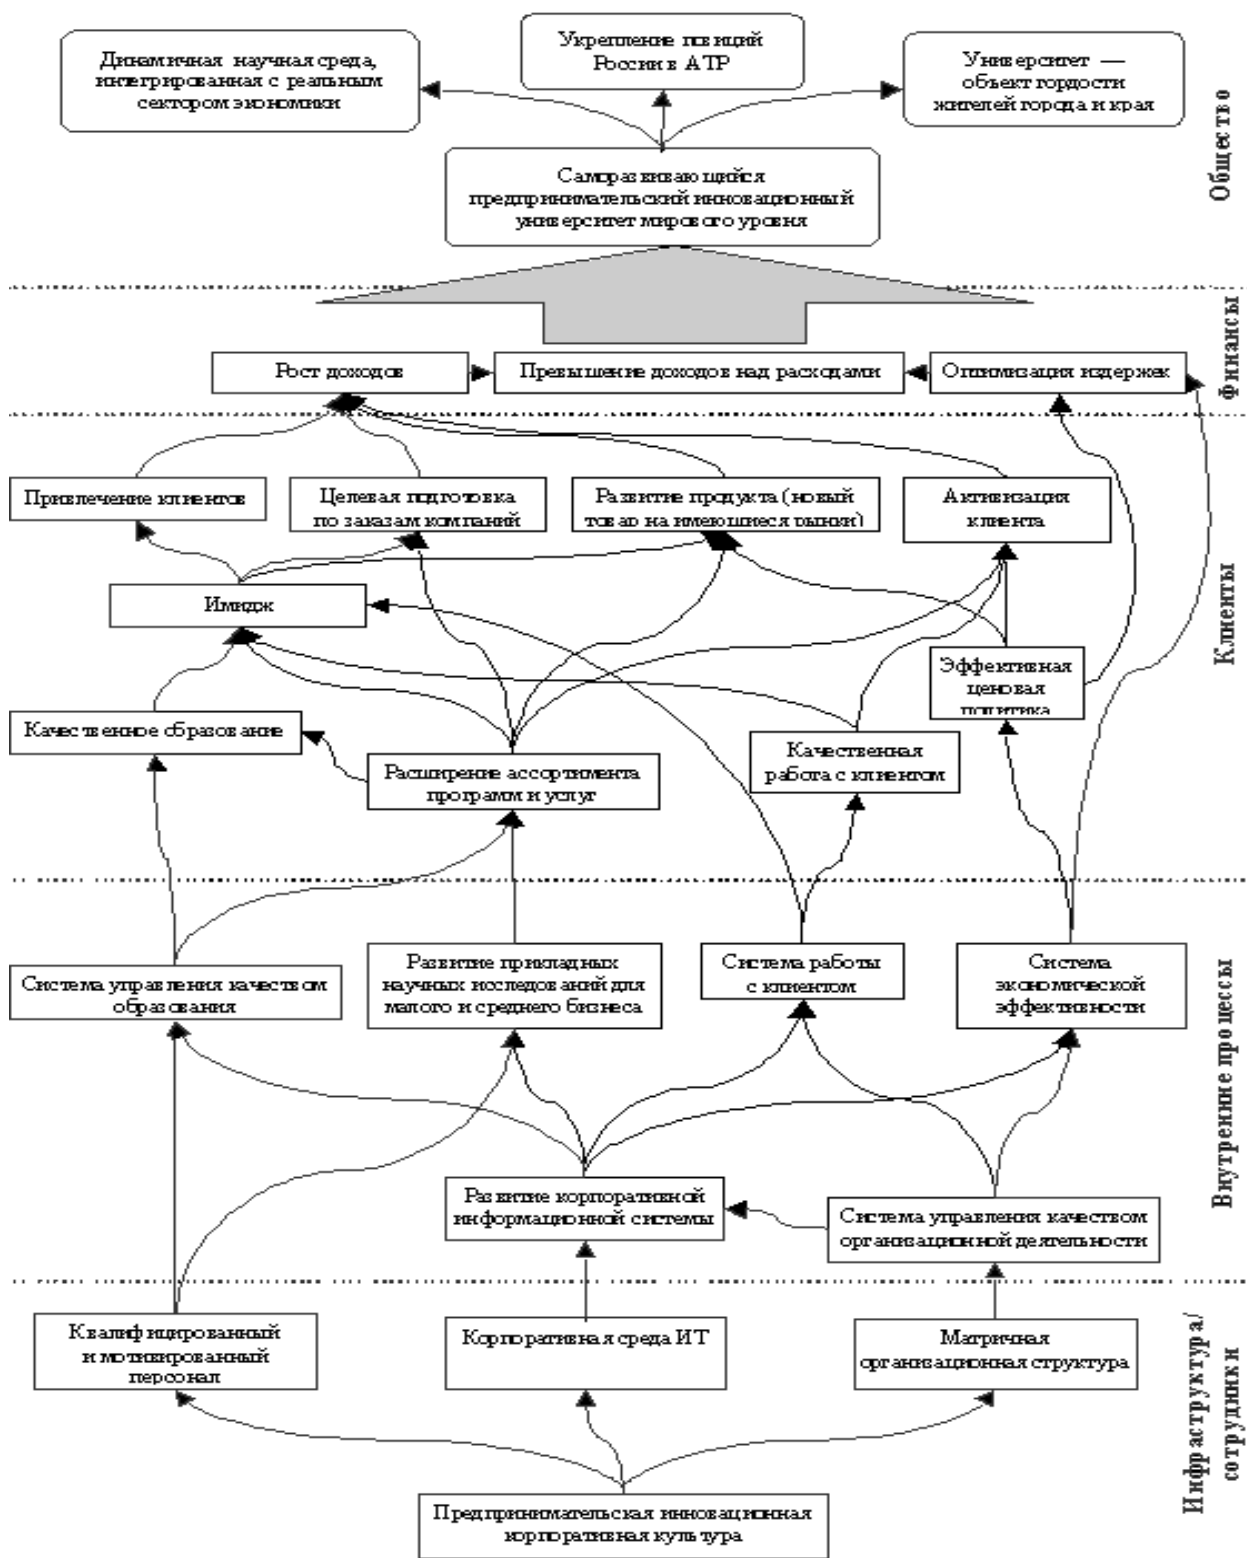 Динамичная научная среда,
интегрированная с реальным
сектором экономики
Укрепление позиций
России в АТР
Университет —
объект гордости
жителей города и края
Общество
Саморазвивающийся
предпринимательский инновационный
университет мирового уровня
Финансы
Рост доходов
Превышение доходов над расходами
Оптимизация издержек
Клиенты
Привлечение клиентов
Целевая подготовка
по заказам компаний
Развитие продукта (новый
товар на имеющиеся рынки)
Активизация
клиента
Имидж
Эффективная
ценовая
политика
Качественное образование
Расширение ассортимента
программ и услуг
Качественная
работа с клиентом
Внутренние процессы
Система управления качеством
образования
Развитие прикладных
научных исследований для
малого и среднего бизнеса
Система работы
с клиентом
Система
экономической
эффективности
Развитие корпоративной
информационной системы
Система управления качеством
организационной деятельности
Инфраструктура/
сотрудники
Квалифицированный
и мотивированный
персонал
Корпоративная среда ИТ
Матричная
организационная структура
Предпринимательская инновационная
корпоративная культура